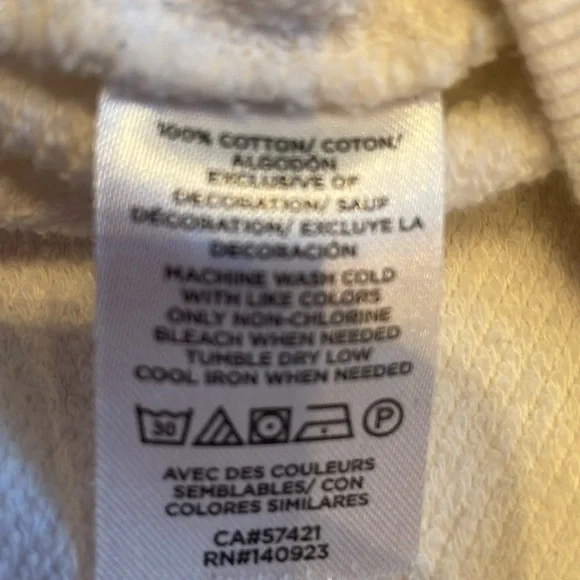 100% COTTON/ COTON/
ALGODÓN
EXCLUSIVE OF
DECORATION/ SAUF
DÉCORATION/ EXCLUYE LA
DECORACIÓN
MACHINE WASH COLD
WITH LIKE COLORS
ONLY NON-CHLORINE
BLEACH WHEN NEEDED
TUMBLE DRY LOW
COOL IRON WHEN NEEDED
30 P
AVEC DES COULEURS
SEMBLABLES/ CON
COLORES SIMILARES
CA#57421
RN#140923